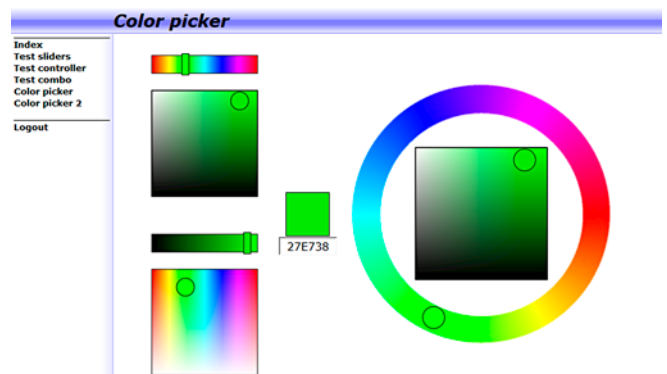 Color picker
Index
Test sliders
Test controller
Test combo
Color picker
Color picker 2
Logout
27E738